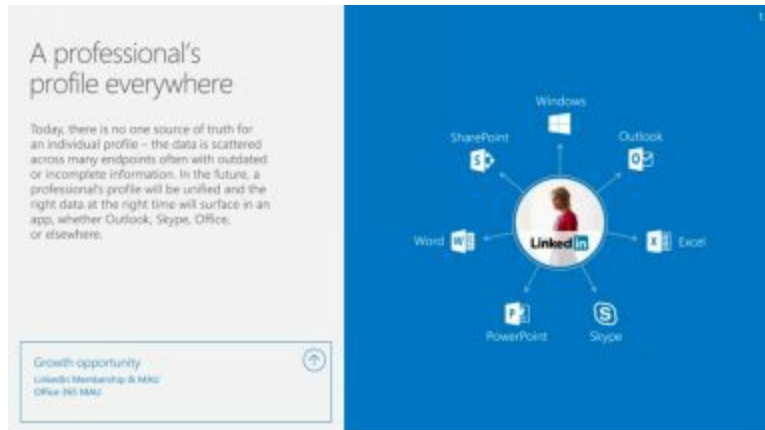 A professional's
profile everywhere
Today, there is no one source of truth for
an individual profile – the data is scattered
across many endpoints often with outdated
or incomplete information. In the future, a
professional's profile will be unified and the
right data at the right time will surface in an
app, whether Outlook, Skype, Office,
or elsewhere.
Growth opportunity
LinkedIn Membership & MAU
Office 365 MAU
Windows
SharePoint
Outlook
Word
LinkedIn
Excel
PowerPoint
Skype